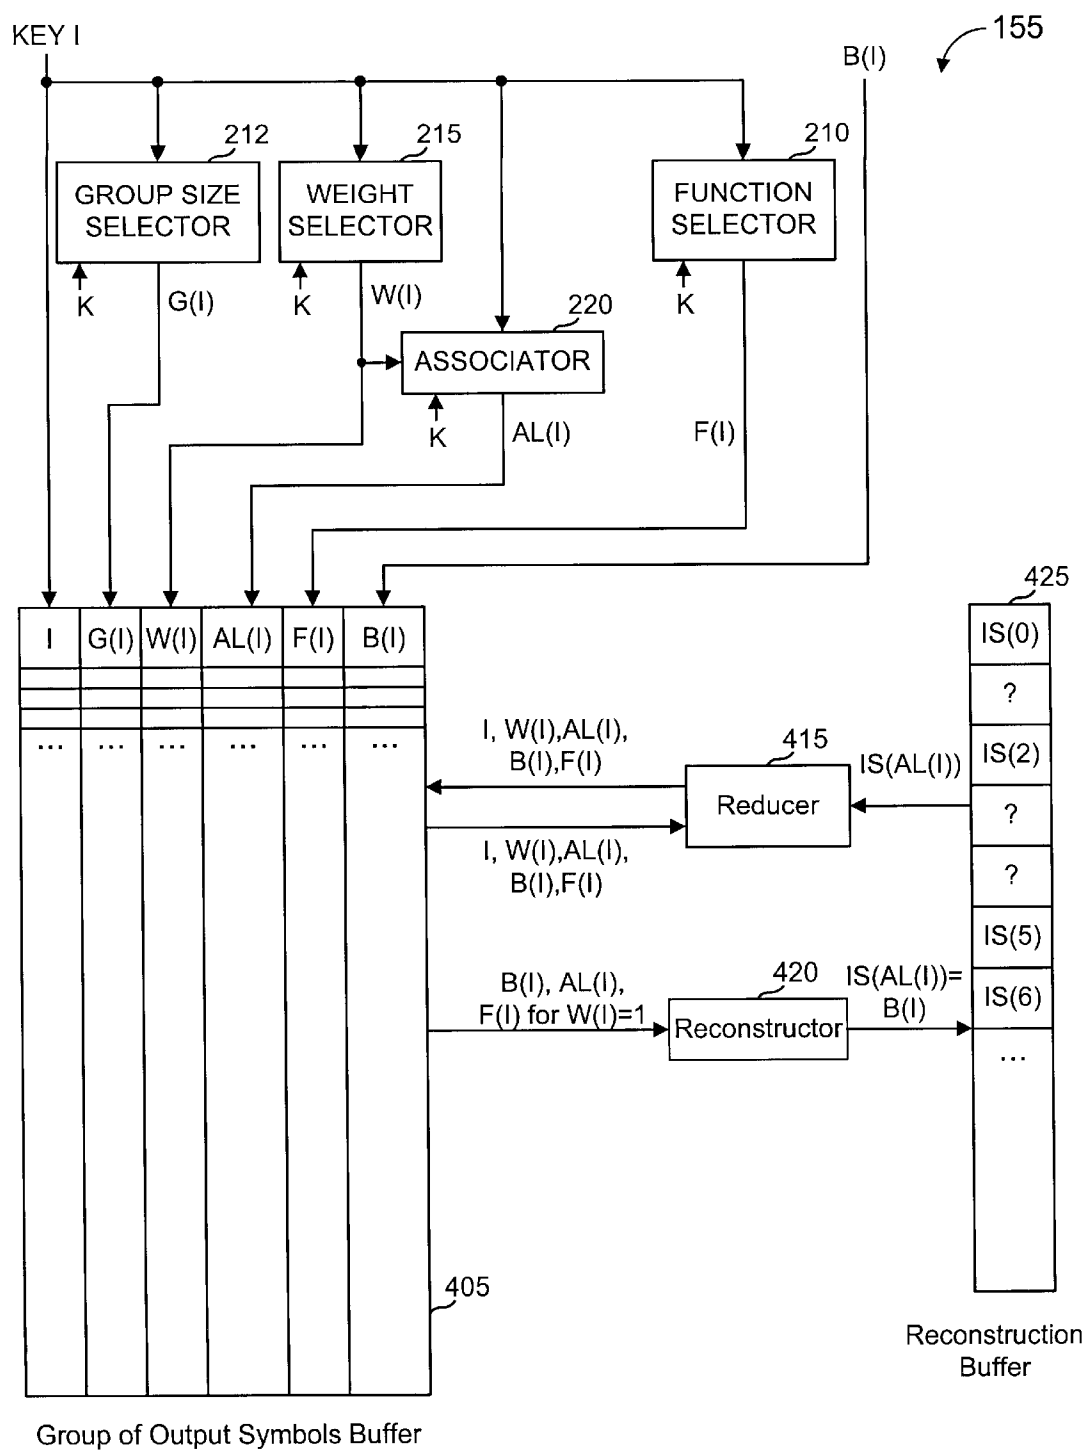 KEY I
155
B(I)
212
215
210
GROUP SIZE
SELECTOR
WEIGHT
SELECTOR
FUNCTION
SELECTOR
K
G(I)
K
W(I)
K
220
ASSOCIATOR
K
AL(I)
F(I)
425
I
G(I)
W(I)
AL(I)
F(I)
B(I)
... ... ... ... ... ...
IS(0)
?
IS(2)
?
?
IS(5)
IS(6)
...
I, W(I),AL(I),
B(I),F(I)
415
Reducer
IS(AL(I))
I, W(I),AL(I),
B(I),F(I)
B(I), AL(I),
F(I) for W(I)=1
420
Reconstructor
IS(AL(I))=
B(I)
405
Reconstruction
Buffer
Group of Output Symbols Buffer